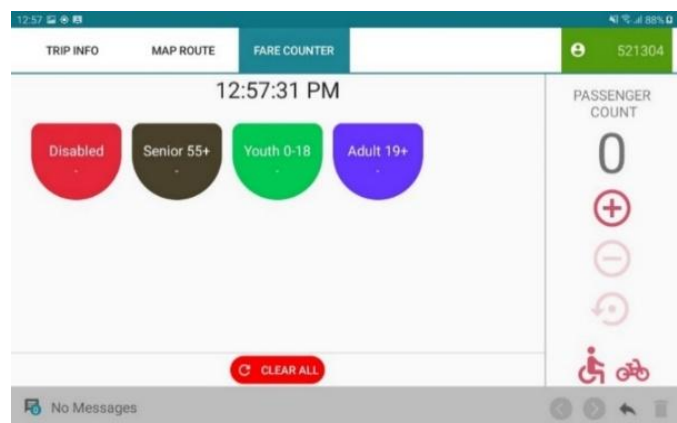 12:57 88%
TRIP INFO MAP ROUTE FARE COUNTER 521304
12:57:31 PM
PASSENGER
COUNT
0
Disabled Senior 55+ Youth 0-18 Adult 19+
- - - -
CLEAR ALL
No Messages